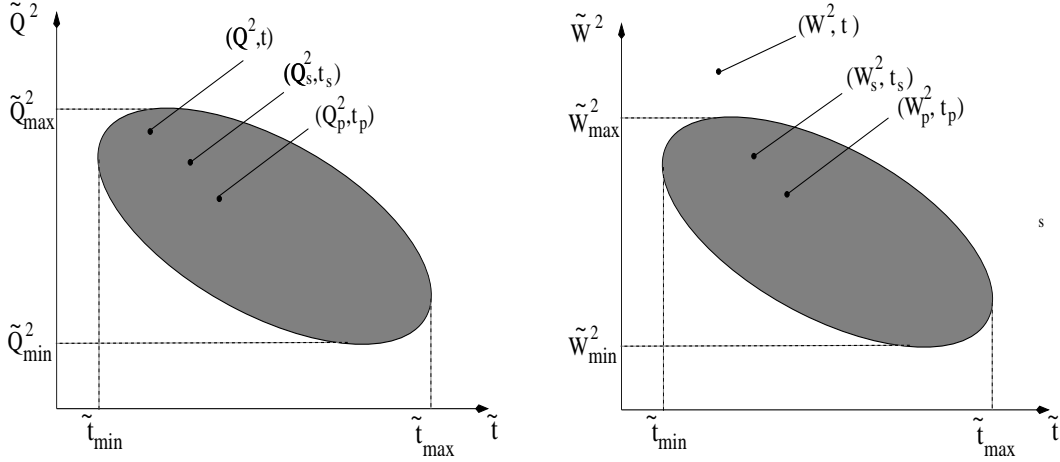 Q̃² (Q²,t) (Q_s²,t_s) (Q_p²,t_p) Q̃²_max Q̃²_min t̃_min t̃_max t̃
W̃² (W²,t) (W_s²,t_s) (W_p²,t_p) W̃²_max s W̃²_min t̃_min t̃_max t̃